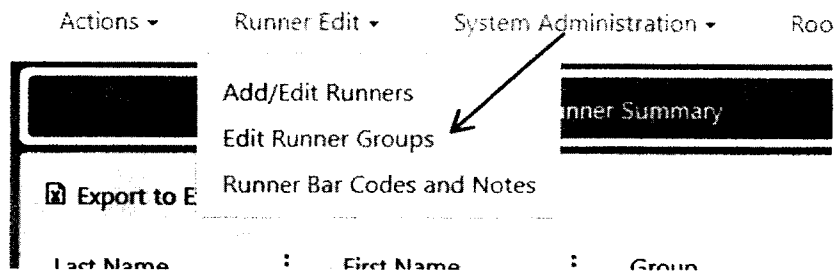 Actions Runner Edit System Administration Roo
Add/Edit Runners
unner Summary
Edit Runner Groups
Runner Bar Codes and Notes
Export to E
Last Name First Name Group